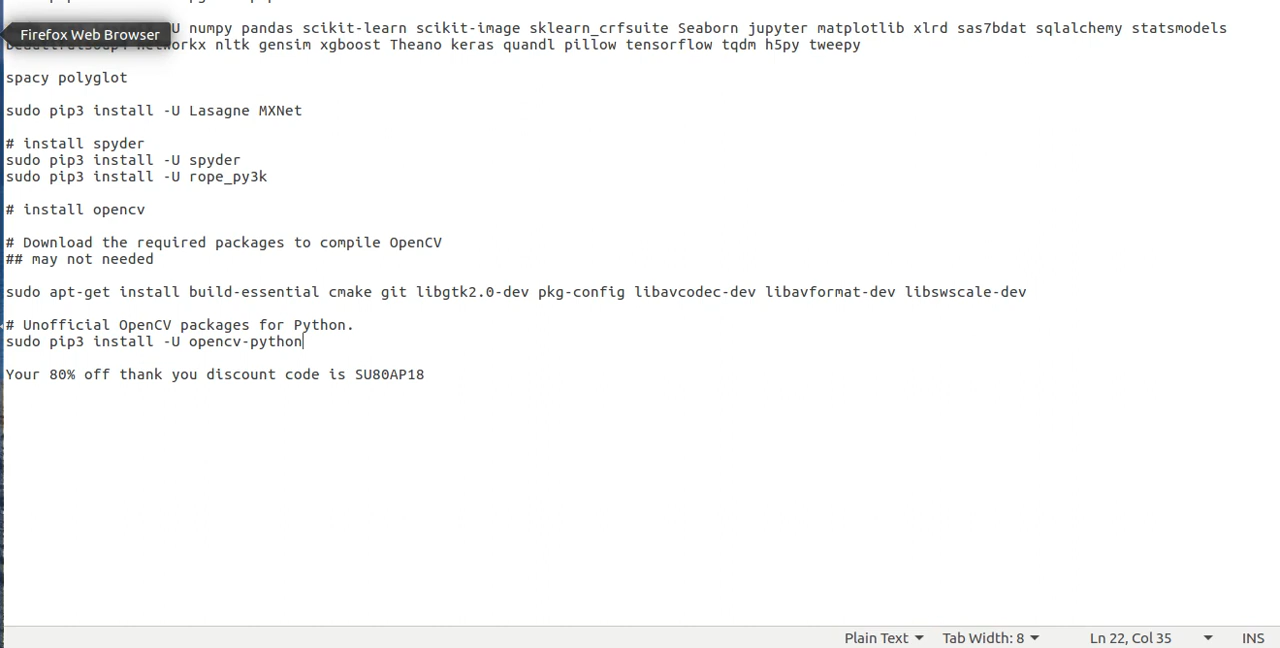 Firefox Web Browser
U numpy pandas scikit-learn scikit-image sklearn_crfsuite Seaborn jupyter matplotlib xlrd sas7bdat sqlalchemy statsmodels
nltk gensim xgboost Theano keras quandl pillow tensorflow tqdm h5py tweepy
spacy polyglot
sudo pip3 install -U Lasagne MXNet
# install spyder
sudo pip3 install -U spyder
sudo pip3 install -U rope_py3k
# install opencv
# Download the required packages to compile OpenCV
## may not needed
sudo apt-get install build-essential cmake git libgtk2.0-dev pkg-config libavcodec-dev libavformat-dev libswscale-dev
# Unofficial OpenCV packages for Python.
sudo pip3 install -U opencv-python
Your 80% off thank you discount code is SU80AP18
Plain Text Tab Width: 8 Ln 22, Col 35 INS